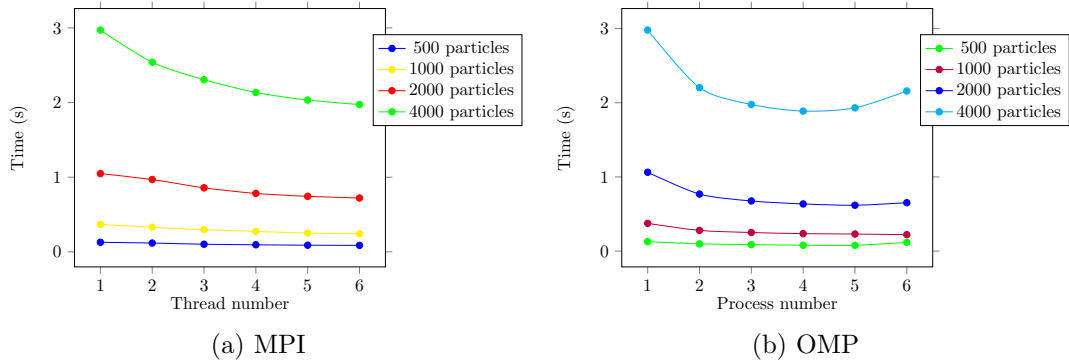 3
2
1
0
Time (s)
1 2 3 4 5 6
Thread number
500 particles
1000 particles
2000 particles
4000 particles
(a) MPI
3
2
1
0
Time (s)
1 2 3 4 5 6
Process number
500 particles
1000 particles
2000 particles
4000 particles
(b) OMP